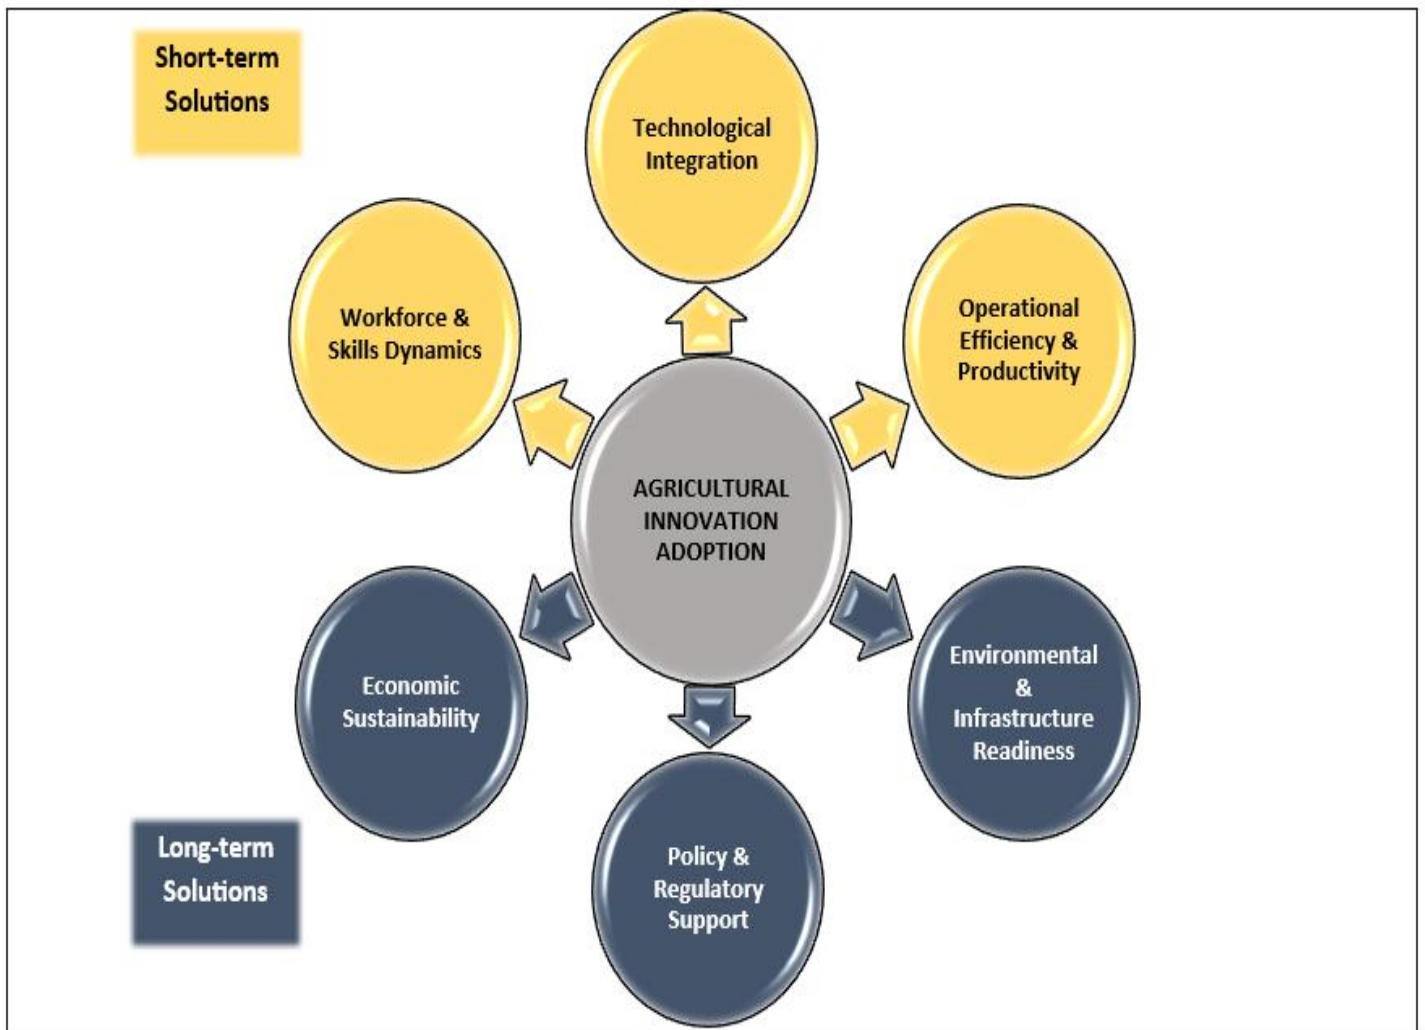 Short-term
Solutions
Technological
Integration
Workforce &
Skills Dynamics
Operational
Efficiency &
Productivity
AGRICULTURAL
INNOVATION
ADOPTION
Economic
Sustainability
Environmental
&
Infrastructure
Readiness
Long-term
Solutions
Policy &
Regulatory
Support